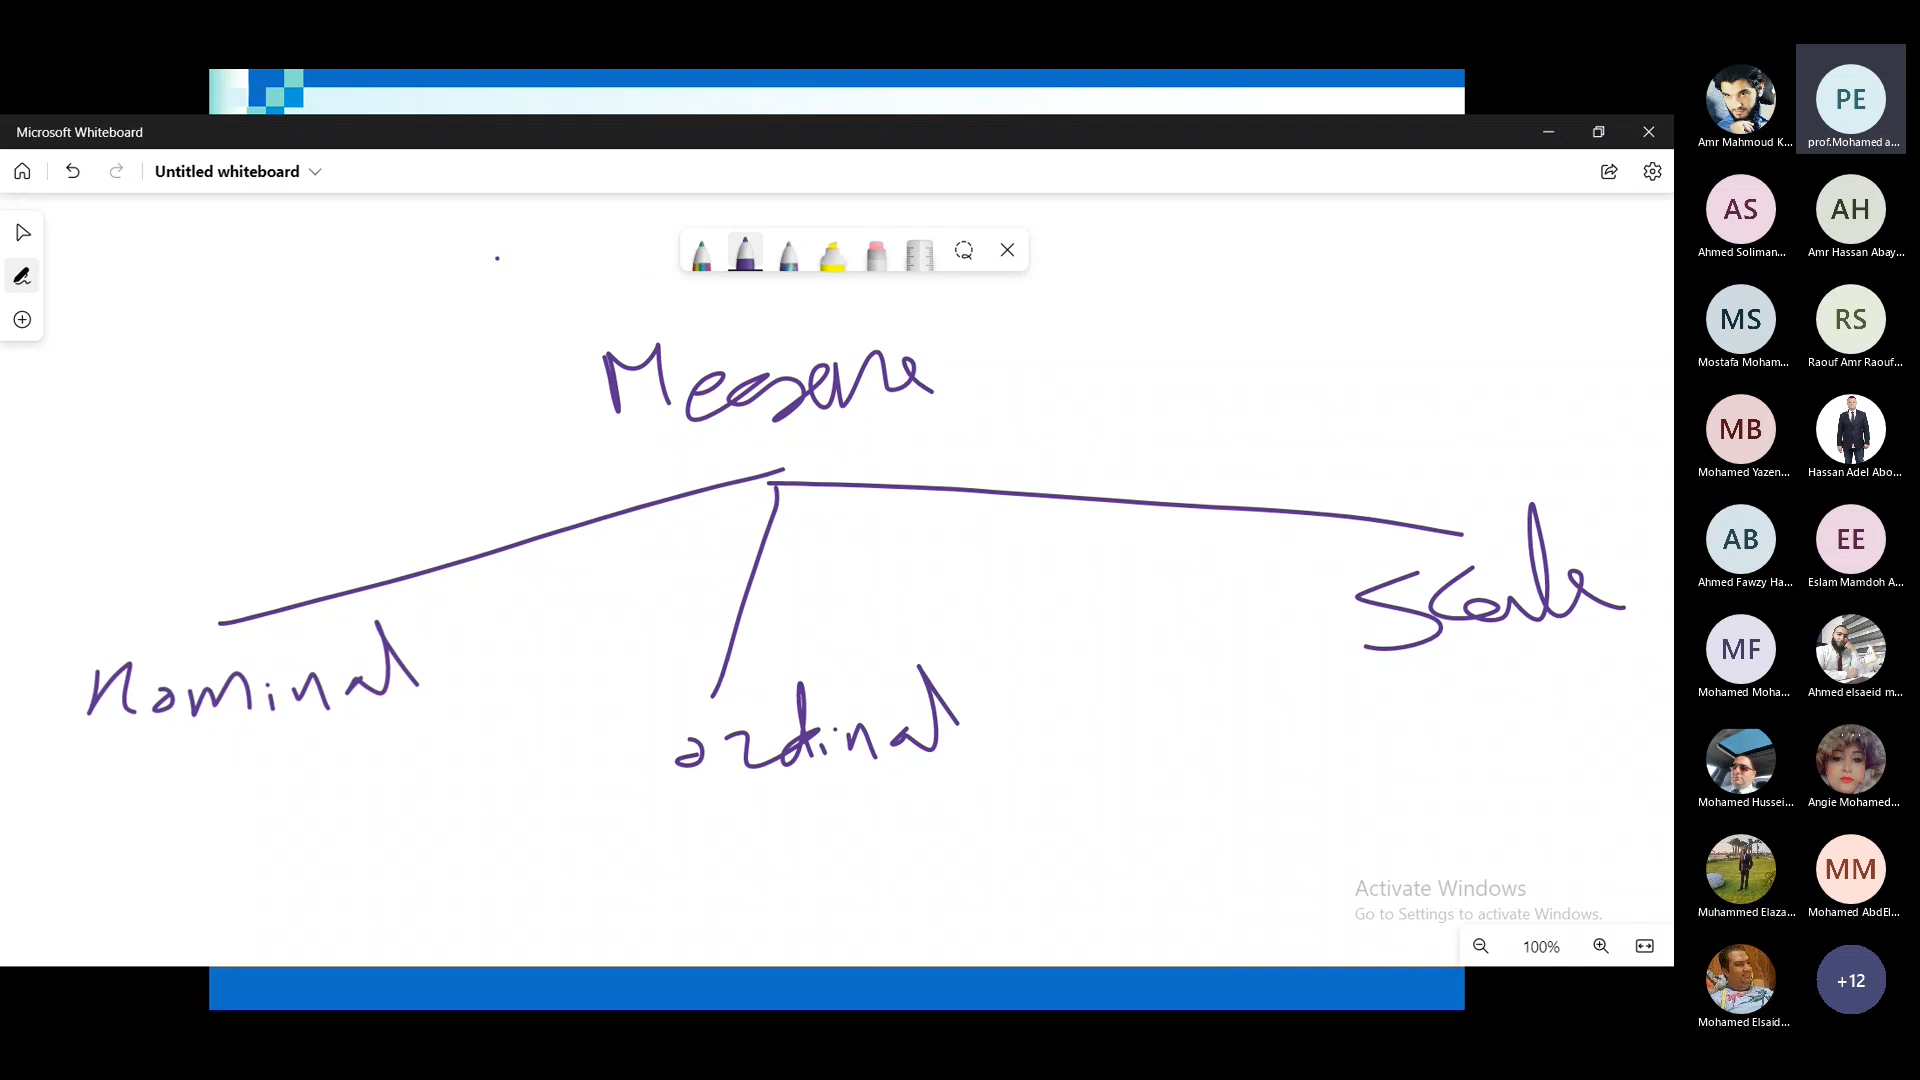 Microsoft Whiteboard
Untitled whiteboard
Measure
Nominal
ordinal
Scale
Activate Windows
Go to Settings to activate Windows.
100%
Amr Mahmoud K...
PE
prof.Mohamed a...
AS
Ahmed Soliman...
AH
Amr Hassan Abay...
MS
Mostafa Moham...
RS
Raouf Amr Raouf...
MB
Mohamed Yazen...
Hassan Adel Abo...
AB
Ahmed Fawzy Ha...
EE
Eslam Mamdoh A...
MF
Mohamed Moha...
Ahmed elsaeid m...
Mohamed Hussei...
Angie Mohamed...
Muhammed Elaza...
MM
Mohamed AbdEl...
Mohamed Elsaid...
+12